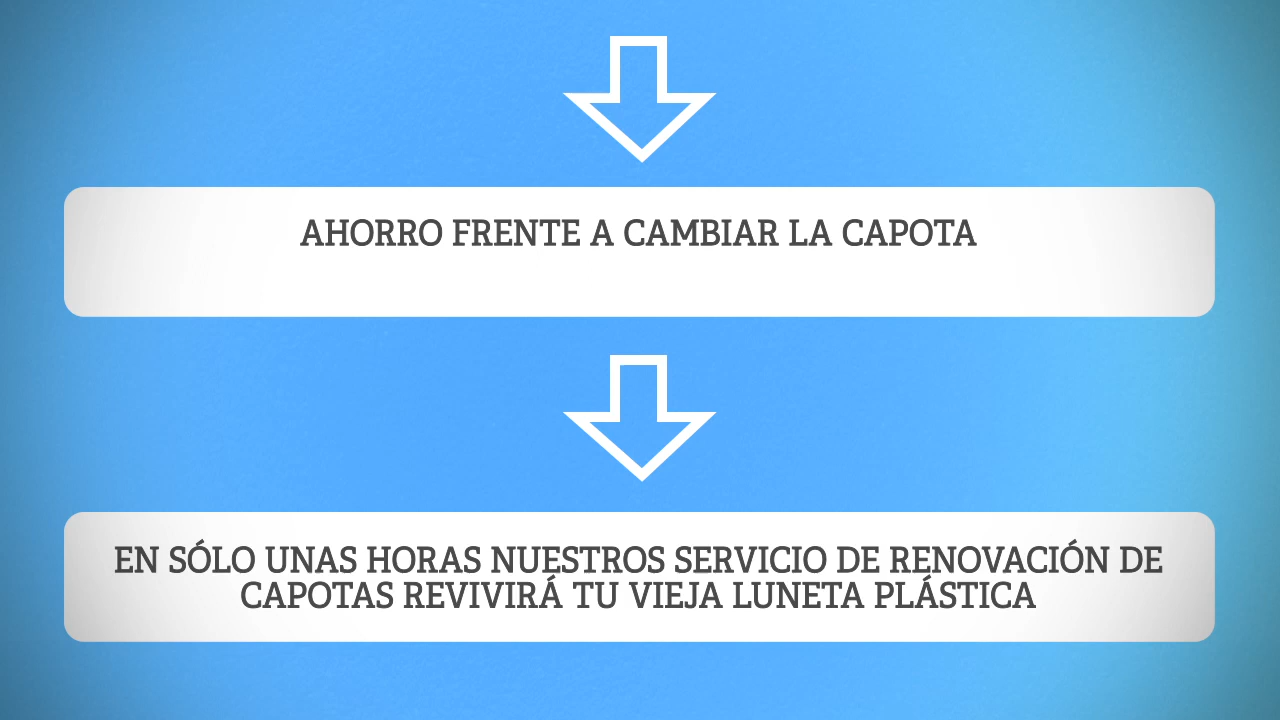 AHORRO FRENTE A CAMBIAR LA CAPOTA
EN SÓLO UNAS HORAS NUESTROS SERVICIO DE RENOVACIÓN DE
CAPOTAS REVIVIRÁ TU VIEJA LUNETA PLÁSTICA